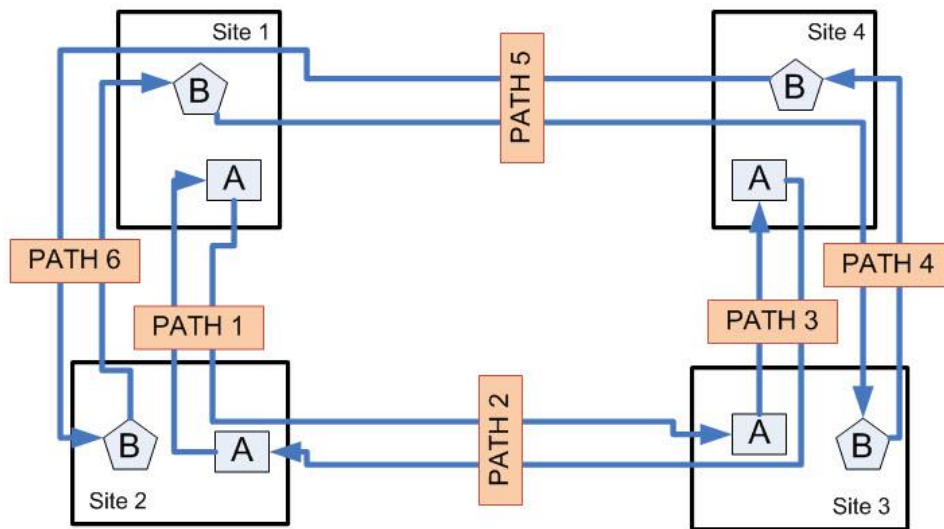 Site 1
Site 4
B
PATH 5
B
A
A
PATH 6
PATH 4
PATH 1
PATH 3
PATH 2
A
B
A
B
Site 2
Site 3